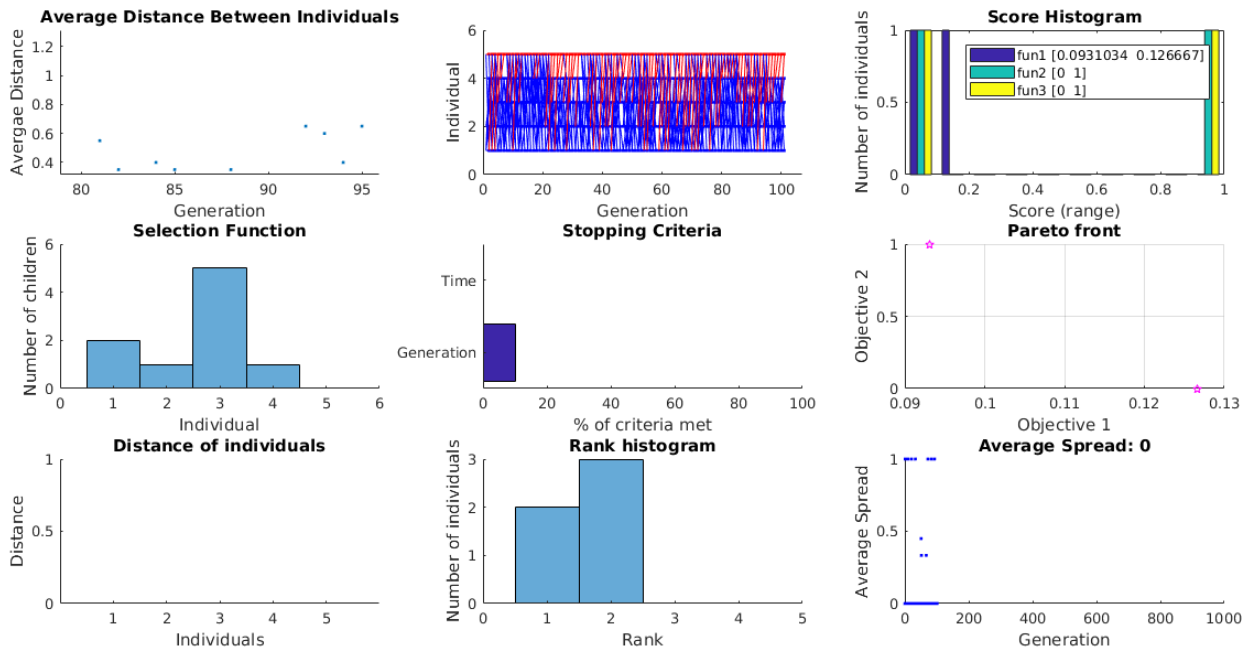 Average Distance Between Individuals
Avergae Distance
1.2
1
0.8
0.6
0.4
80 85 90 95
Generation
Individual
6
4
2
0
0 20 40 60 80 100
Generation
Score Histogram
Number of individuals
1
0.5
0
fun1 [0.0931034 0.126667]
fun2 [0 1]
fun3 [0 1]
0 0.2 0.4 0.6 0.8 1
Score (range)
Selection Function
Number of children
6
4
2
0
0 1 2 3 4 5 6
Individual
Stopping Criteria
Time
Generation
0 20 40 60 80 100
% of criteria met
Pareto front
Objective 2
1
0.5
0
0.09 0.1 0.11 0.12 0.13
Objective 1
Distance of individuals
Distance
1
0.5
0
1 2 3 4 5
Individuals
Rank histogram
Number of individuals
3
2
1
0
1 2 3 4 5
Rank
Average Spread: 0
Average Spread
1
0.5
0
0 200 400 600 800 1000
Generation